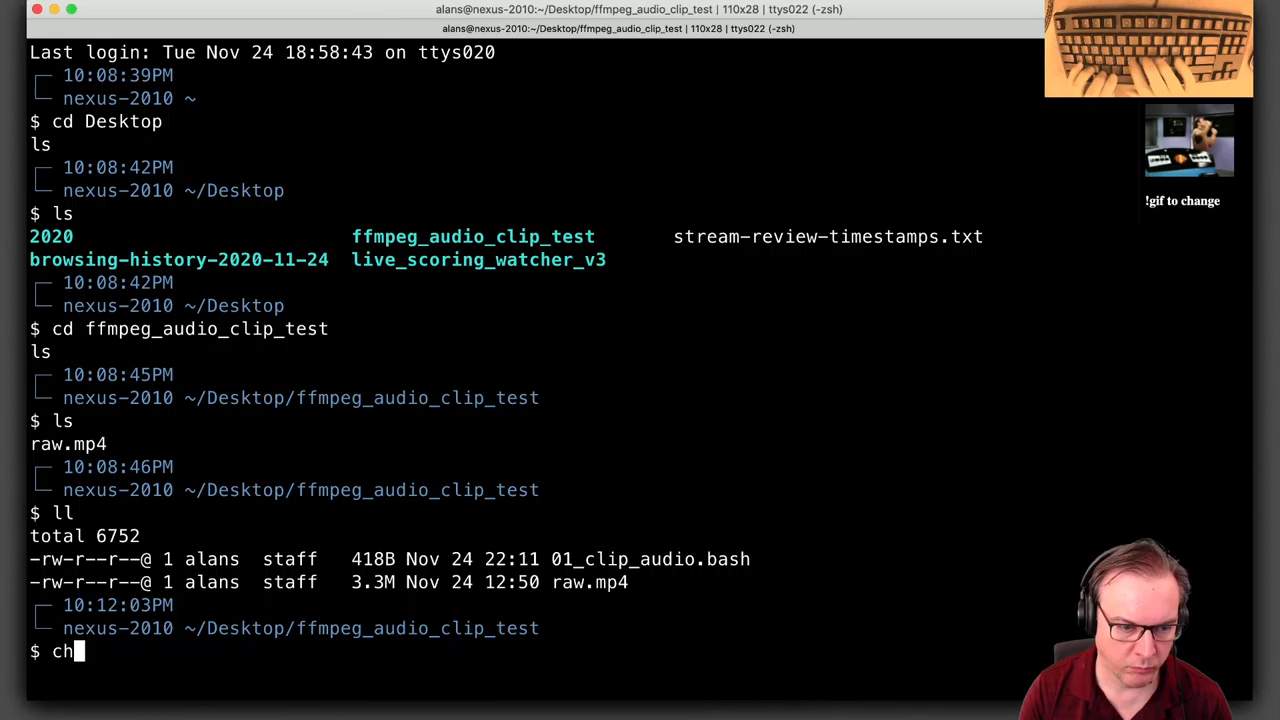 alans@nexus-2010:~/Desktop/ffmpeg_audio_clip_test | 110x28 | ttys022 (-zsh)
alans@nexus-2010:~/Desktop/ffmpeg_audio_clip_test | 110x28 | ttys022 (-zsh)
Last login: Tue Nov 24 18:58:43 on ttys020
10:08:39PM
nexus-2010 ~
$ cd Desktop
ls
10:08:42PM
nexus-2010 ~/Desktop
$ ls
2020 ffmpeg_audio_clip_test stream-review-timestamps.txt
browsing-history-2020-11-24 live_scoring_watcher_v3
10:08:42PM
nexus-2010 ~/Desktop
$ cd ffmpeg_audio_clip_test
ls
10:08:45PM
nexus-2010 ~/Desktop/ffmpeg_audio_clip_test
$ ls
raw.mp4
10:08:46PM
nexus-2010 ~/Desktop/ffmpeg_audio_clip_test
$ ll
total 6752
-rw-r--r--@ 1 alans staff 418B Nov 24 22:11 01_clip_audio.bash
-rw-r--r--@ 1 alans staff 3.3M Nov 24 12:50 raw.mp4
10:12:03PM
nexus-2010 ~/Desktop/ffmpeg_audio_clip_test
$ ch
!gif to change